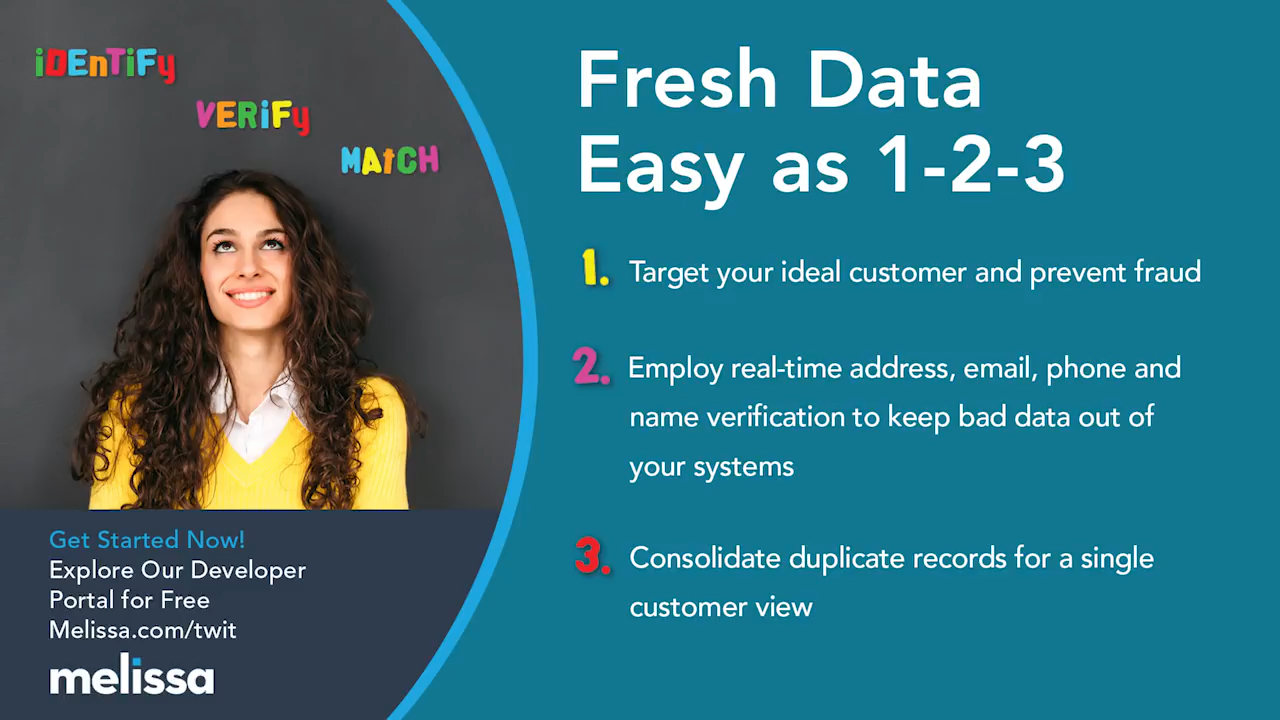 iDEnTiFy
VERiFy
MAtCH
Fresh Data
Easy as 1-2-3
1. Target your ideal customer and prevent fraud
2. Employ real-time address, email, phone and
name verification to keep bad data out of
your systems
3. Consolidate duplicate records for a single
customer view
Get Started Now!
Explore Our Developer
Portal for Free
Melissa.com/twit
melissa